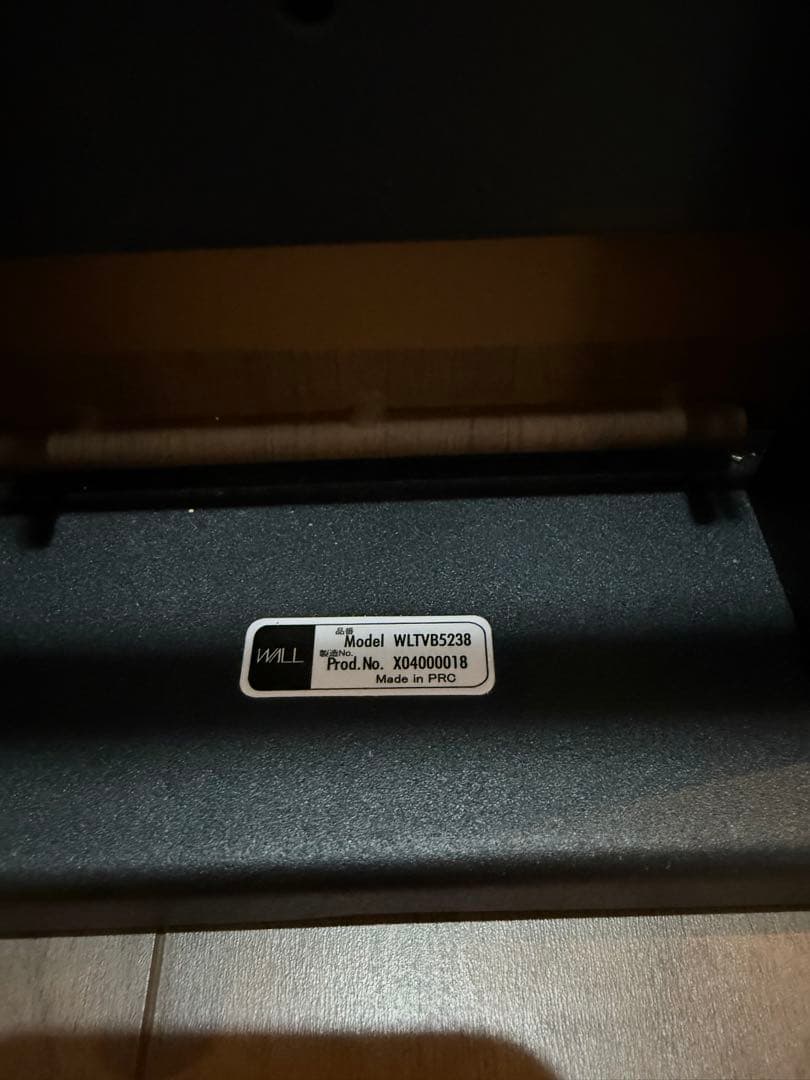 WALL
品番
Model WLTVB5238
製造No.
Prod.No. X04000018
Made in PRC